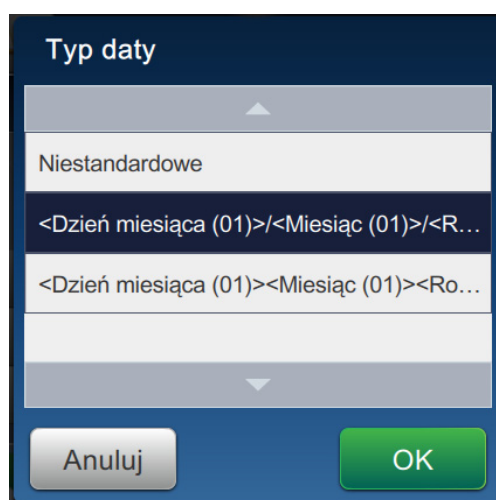 Typ daty
Niestandardowe
<Dzień miesiąca (01)>/<Miesiąc (01)>/<R...
<Dzień miesiąca (01)><Miesiąc (01)><Ro...
Anuluj
OK